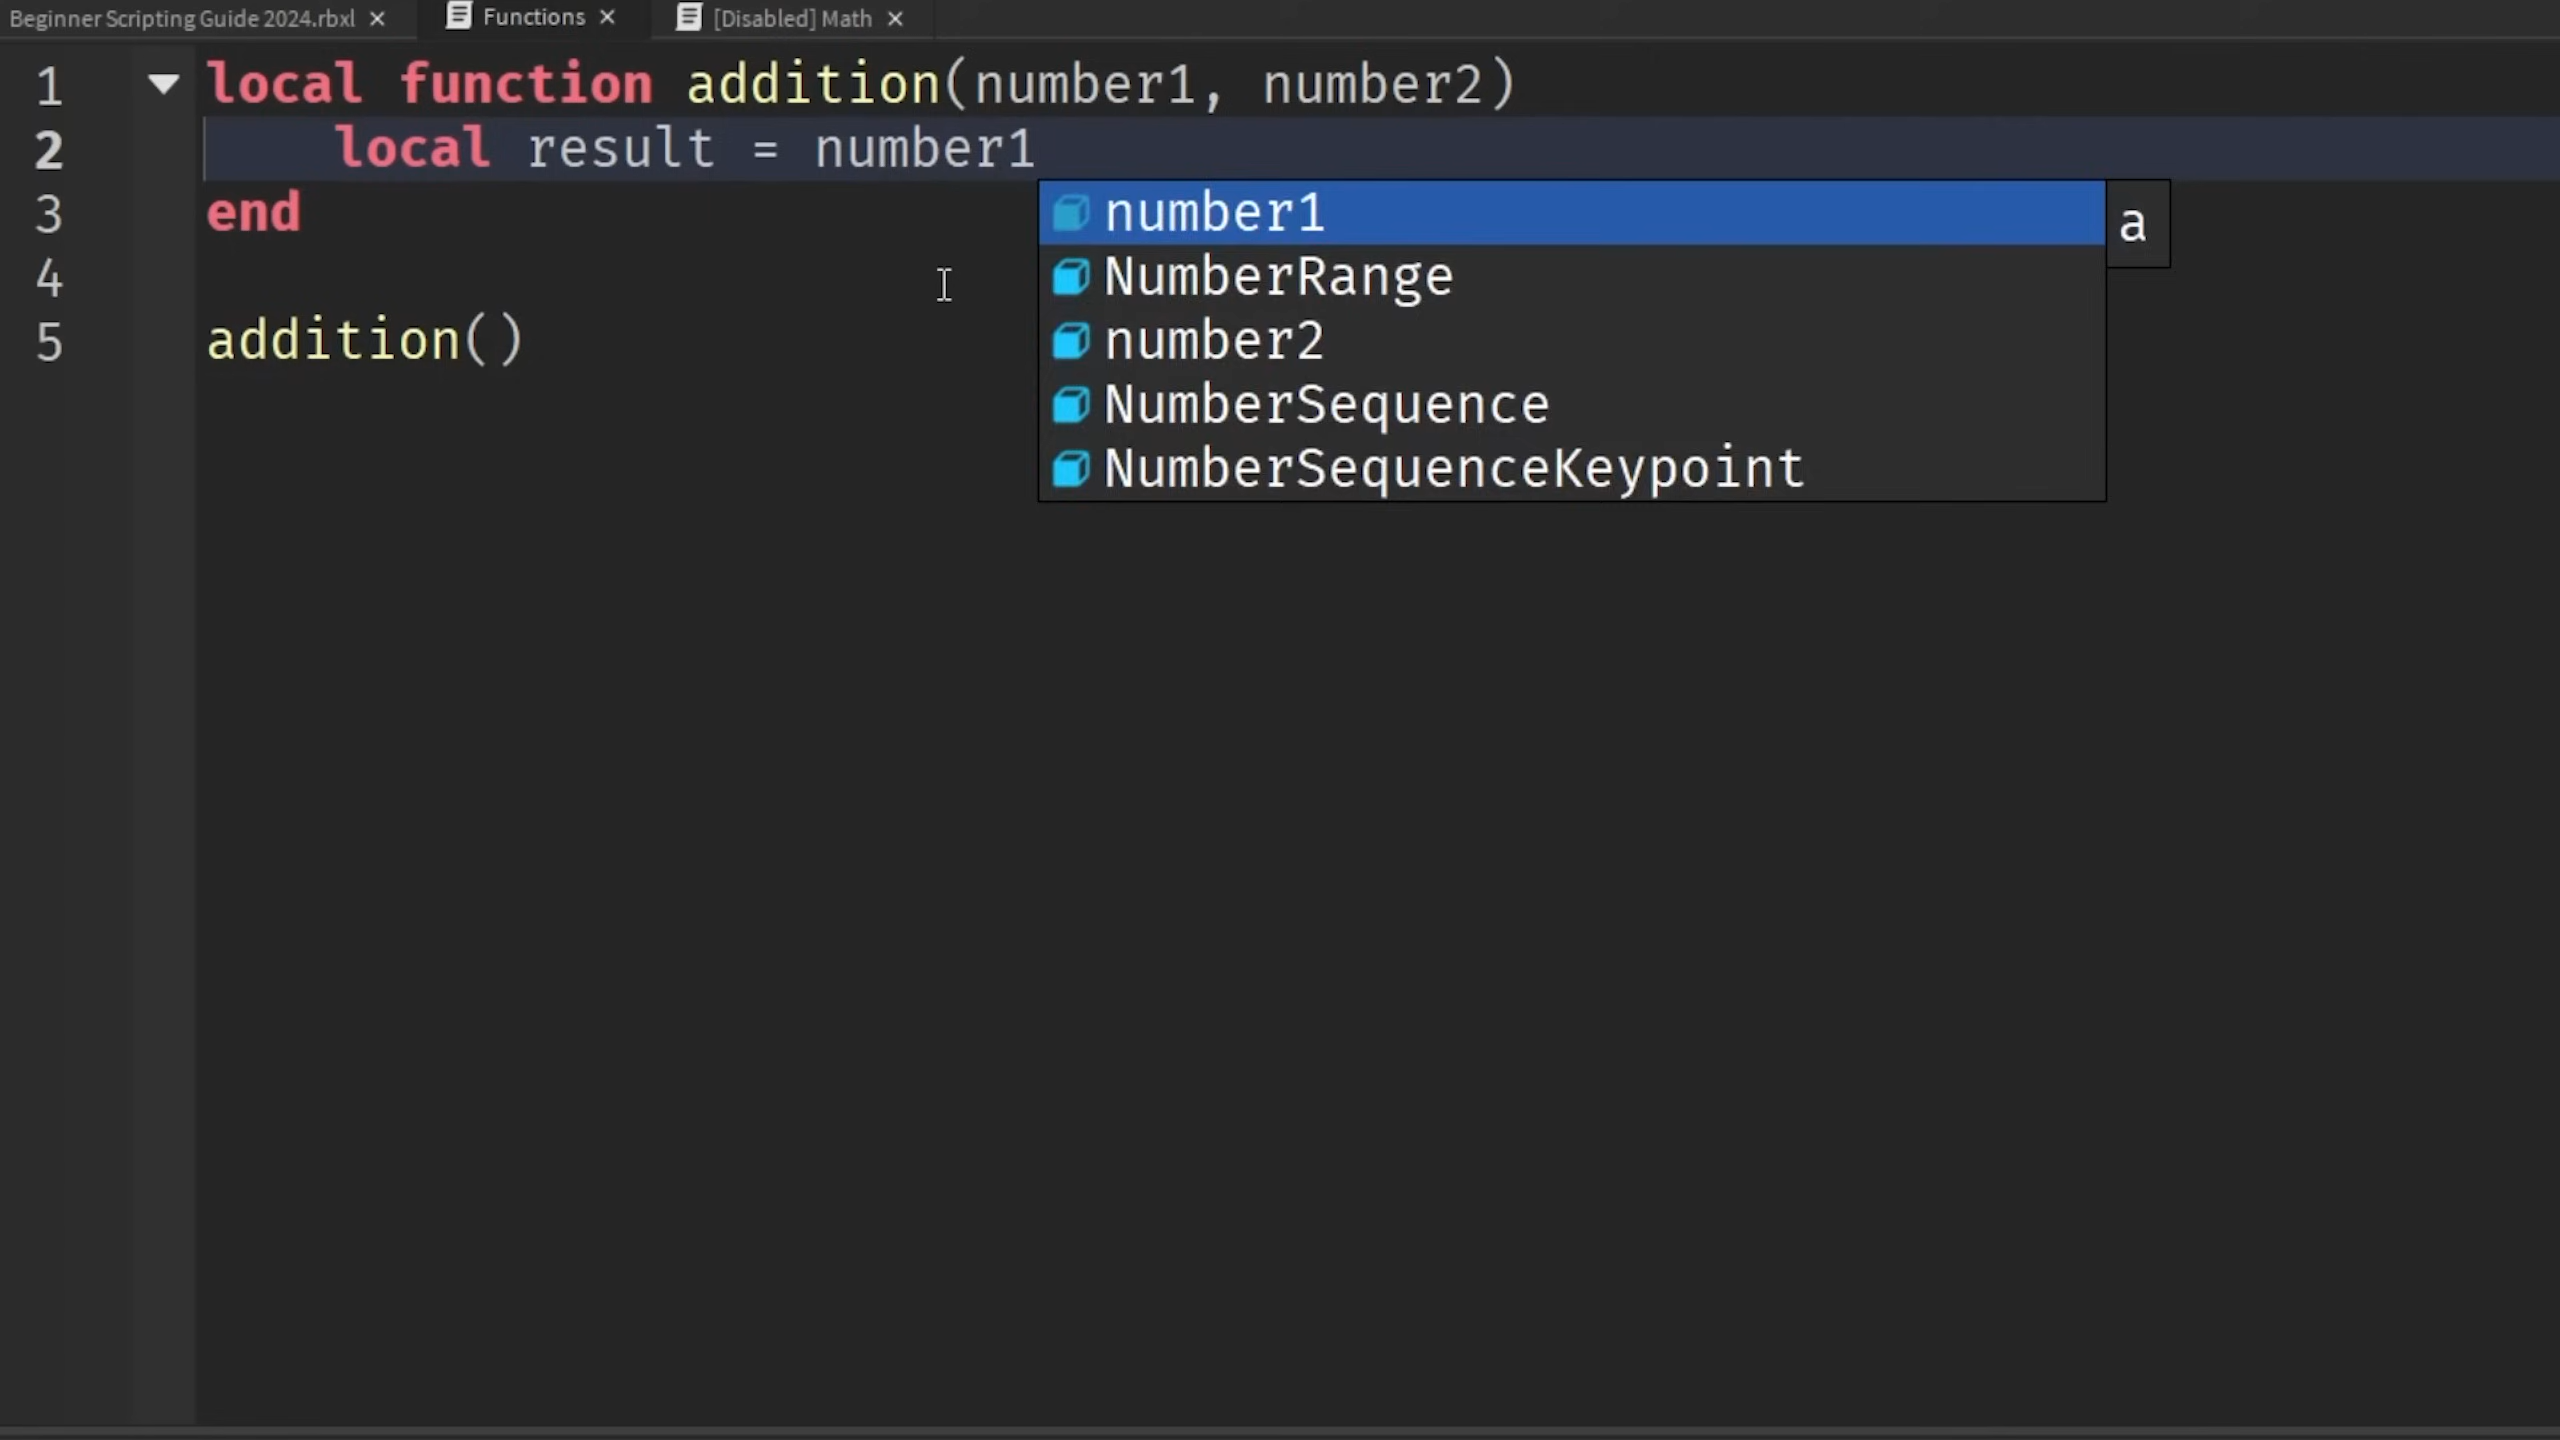 Beginner Scripting Guide 2024.rbxl × Functions × [Disabled] Math ×
1 local function addition(number1, number2)
2 local result = number1
3 end
4
5 addition()
number1
NumberRange
number2
NumberSequence
NumberSequenceKeypoint
a